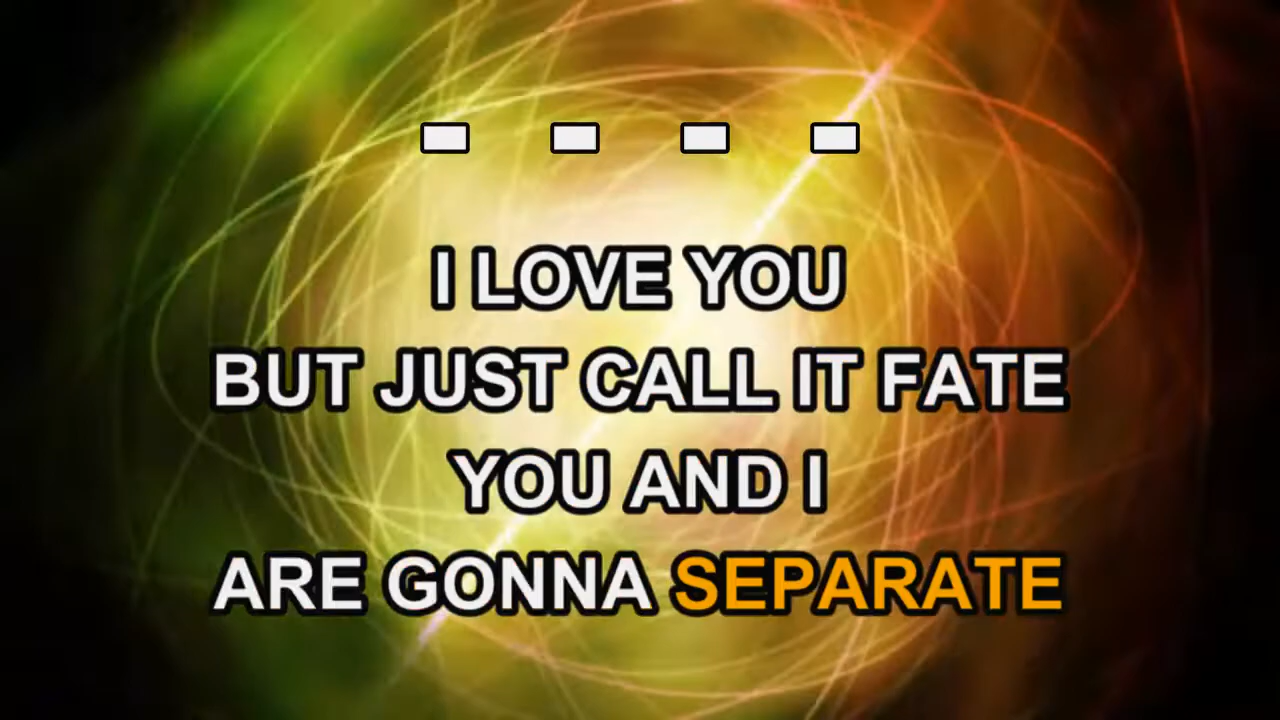 I LOVE YOU
BUT JUST CALL IT FATE
YOU AND I
ARE GONNA SEPARATE